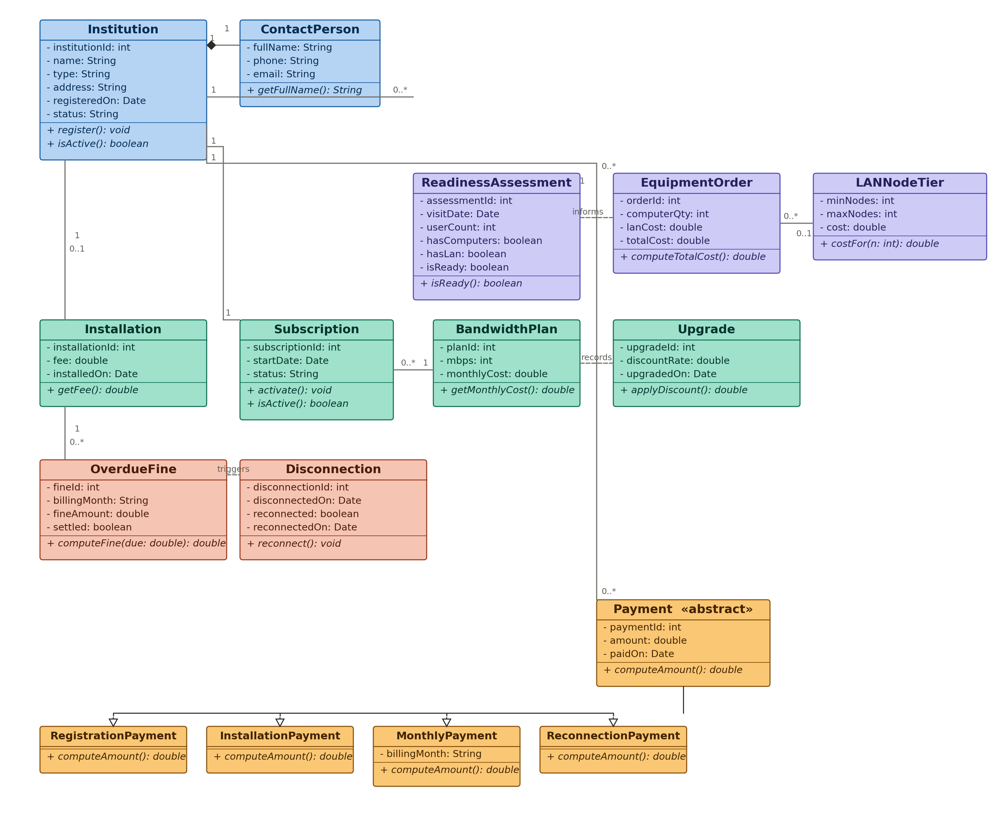 Institution
- institutionId: int
- name: String
- type: String
- address: String
- registeredOn: Date
- status: String
+ register(): void
+ isActive(): boolean
1
1
ContactPerson
- fullName: String
- phone: String
- email: String
+ getFullName(): String
1
0..*
1
1
0..*
1
ReadinessAssessment
- assessmentId: int
- visitDate: Date
- userCount: int
- hasComputers: boolean
- hasLan: boolean
- isReady: boolean
+ isReady(): boolean
informs
EquipmentOrder
- orderId: int
- computerQty: int
- lanCost: double
- totalCost: double
+ computeTotalCost(): double
0..*
0..1
LANNodeTier
- minNodes: int
- maxNodes: int
- cost: double
+ costFor(n: int): double
1
0..1
1
Installation
- installationId: int
- fee: double
- installedOn: Date
+ getFee(): double
Subscription
- subscriptionId: int
- startDate: Date
- status: String
+ activate(): void
+ isActive(): boolean
0..* 1
BandwidthPlan
- planId: int
- mbps: int
- monthlyCost: double
+ getMonthlyCost(): double
records
Upgrade
- upgradeId: int
- discountRate: double
- upgradedOn: Date
+ applyDiscount(): double
1
0..*
OverdueFine
- fineId: int
- billingMonth: String
- fineAmount: double
- settled: boolean
+ computeFine(due: double): double
triggers
Disconnection
- disconnectionId: int
- disconnectedOn: Date
- reconnected: boolean
- reconnectedOn: Date
+ reconnect(): void
0..*
Payment «abstract»
- paymentId: int
- amount: double
- paidOn: Date
+ computeAmount(): double
RegistrationPayment
+ computeAmount(): double
InstallationPayment
+ computeAmount(): double
MonthlyPayment
- billingMonth: String
+ computeAmount(): double
ReconnectionPayment
+ computeAmount(): double